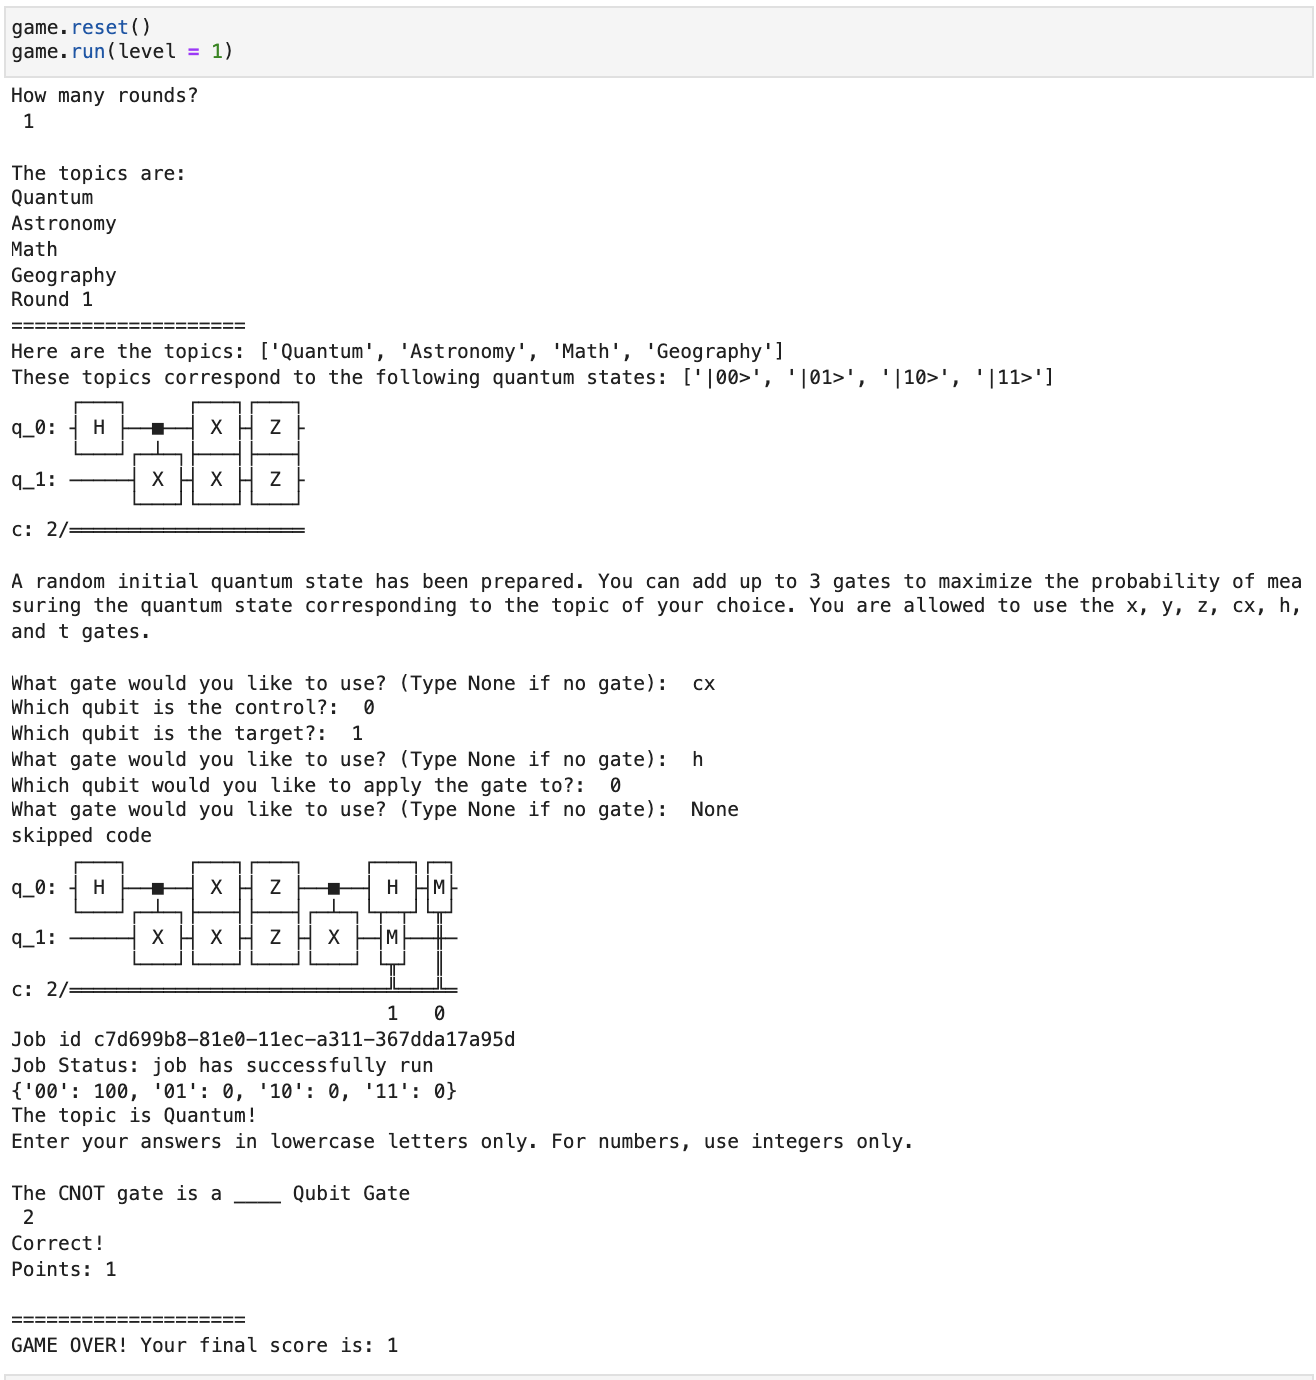 game.reset()
game.run(level = 1)
How many rounds?
1
The topics are:
Quantum
Astronomy
Math
Geography
Round 1
====================
Here are the topics: ['Quantum', 'Astronomy', 'Math', 'Geography']
These topics correspond to the following quantum states: ['|00>', '|01>', '|10>', '|11>']
q_0: H ■ X Z
q_1: X X Z
c: 2/
A random initial quantum state has been prepared. You can add up to 3 gates to maximize the probability of mea
suring the quantum state corresponding to the topic of your choice. You are allowed to use the x, y, z, cx, h,
and t gates.
What gate would you like to use? (Type None if no gate): cx
Which qubit is the control?: 0
Which qubit is the target?: 1
What gate would you like to use? (Type None if no gate): h
Which qubit would you like to apply the gate to?: 0
What gate would you like to use? (Type None if no gate): None
skipped code
q_0: H ■ X Z ■ H M
q_1: X X Z X M
c: 2/
1 0
Job id c7d699b8-81e0-11ec-a311-367dda17a95d
Job Status: job has successfully run
{'00': 100, '01': 0, '10': 0, '11': 0}
The topic is Quantum!
Enter your answers in lowercase letters only. For numbers, use integers only.
The CNOT gate is a ____ Qubit Gate
2
Correct!
Points: 1
====================
GAME OVER! Your final score is: 1